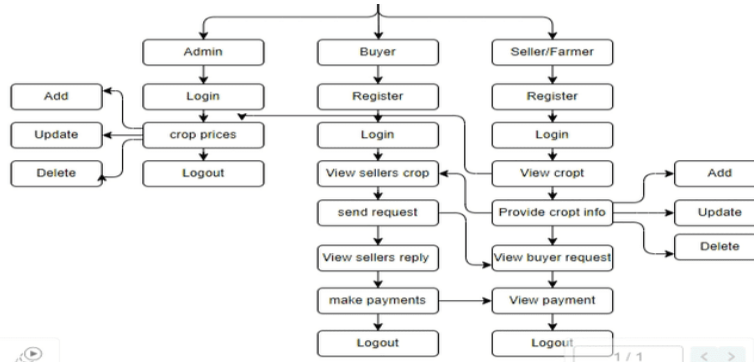 Admin
Buyer
Seller/Farmer
Add
Login
Register
Register
Update
crop prices
Login
Login
Delete
Logout
View sellers crop
View cropt
Add
send request
Provide cropt info
Update
View sellers reply
View buyer request
Delete
make payments
View payment
Logout
Logout
1 / 1